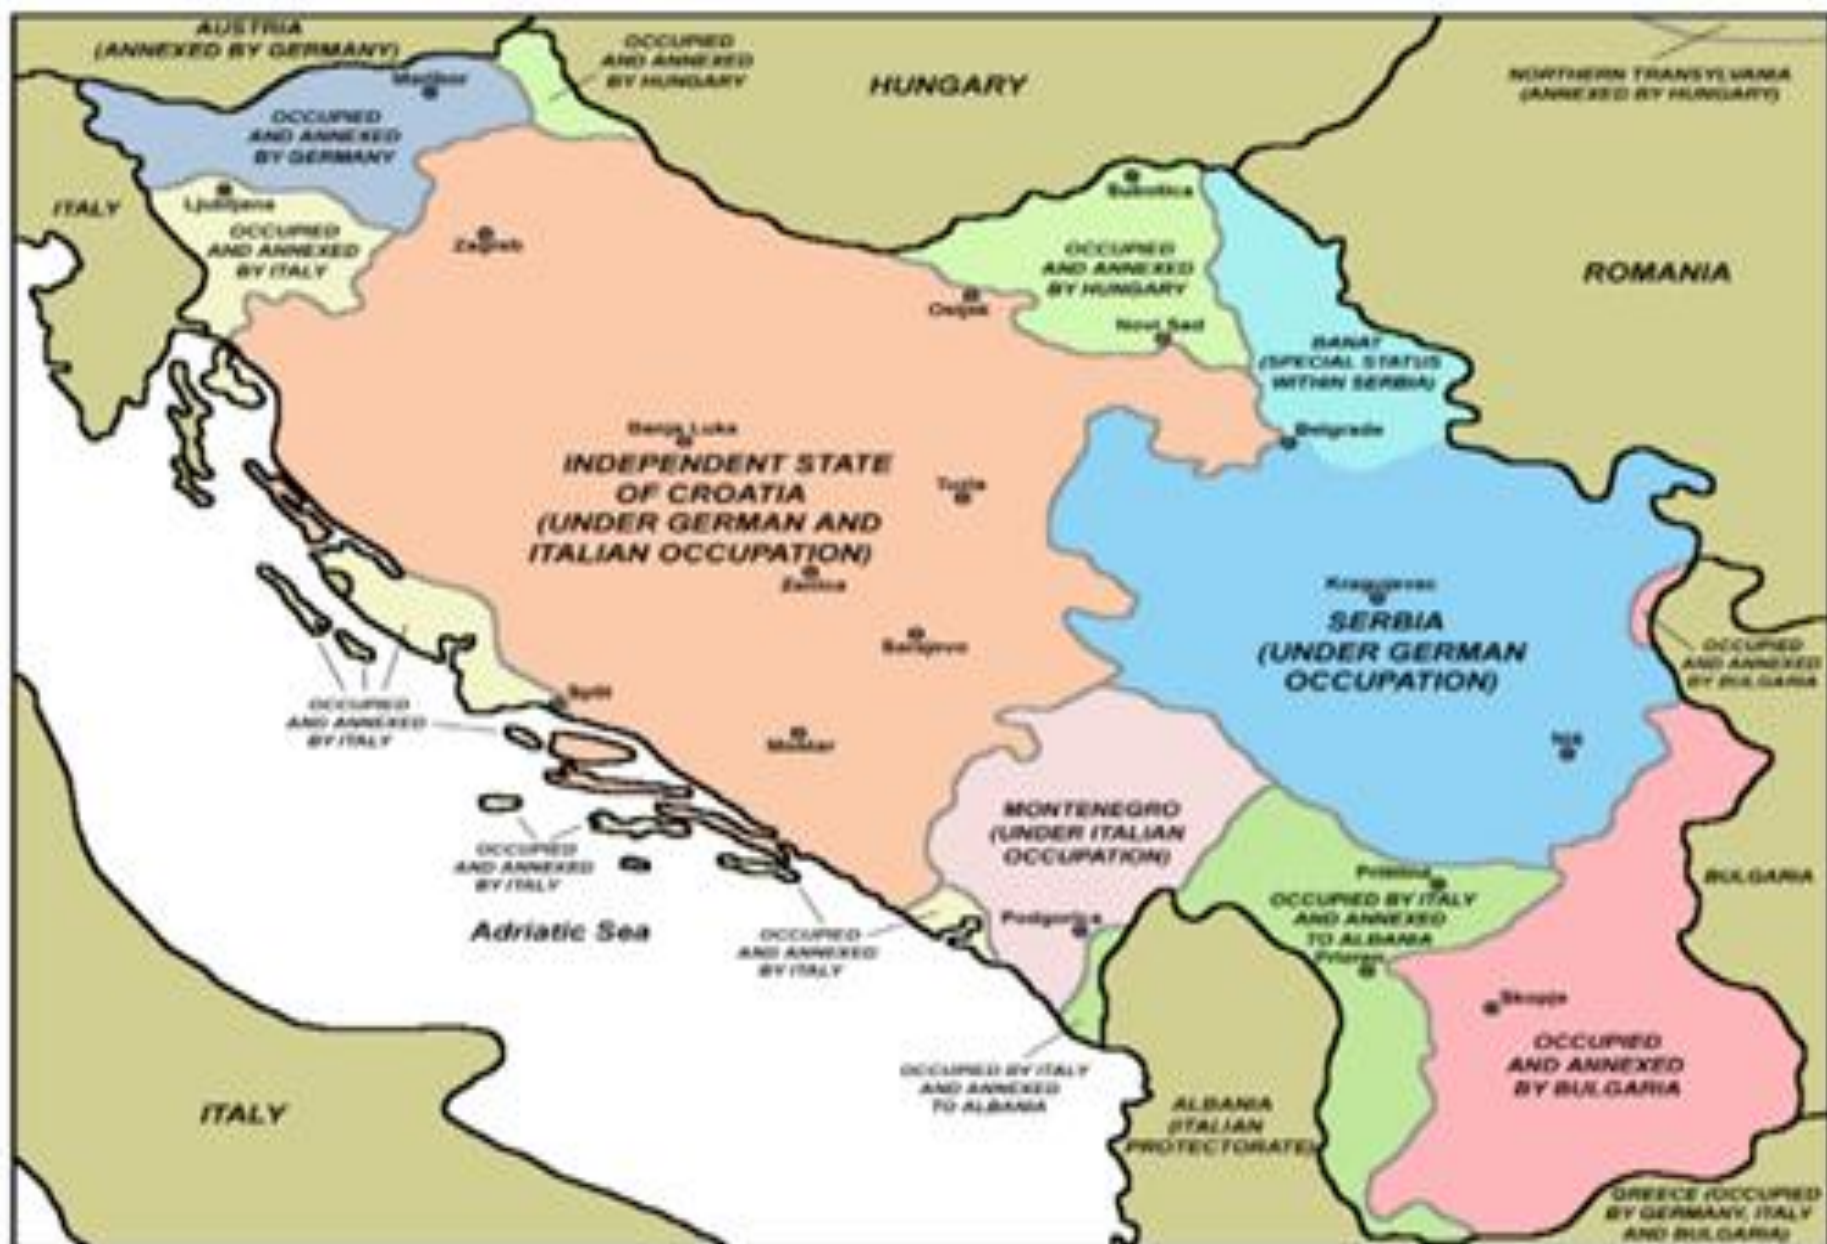 AUSTRIA
(ANNEXED BY GERMANY)
OCCUPIED
AND ANNEXED
BY HUNGARY
HUNGARY
NORTHERN TRANSYLVANIA
(ANNEXED BY HUNGARY)
Maribor
OCCUPIED
AND ANNEXED
BY GERMANY
ITALY
Ljubljana
OCCUPIED
AND ANNEXED
BY ITALY
Zagreb
Subotica
OCCUPIED
AND ANNEXED
BY HUNGARY
Novi Sad
Osijek
ROMANIA
BANAT
(SPECIAL STATUS
WITHIN SERBIA)
Belgrade
Banja Luka
INDEPENDENT STATE
OF CROATIA
(UNDER GERMAN AND
ITALIAN OCCUPATION)
Tuzla
Zenica
Sarajevo
Kragujevac
SERBIA
(UNDER GERMAN
OCCUPATION)
OCCUPIED
AND ANNEXED
BY BULGARIA
Split
OCCUPIED
AND ANNEXED
BY ITALY
Mostar
Niš
MONTENEGRO
(UNDER ITALIAN
OCCUPATION)
OCCUPIED
AND ANNEXED
BY ITALY
Adriatic Sea
OCCUPIED
AND ANNEXED
BY ITALY
Podgorica
Priština
OCCUPIED BY ITALY
AND ANNEXED
TO ALBANIA
Prizren
BULGARIA
Skopje
OCCUPIED
AND ANNEXED
BY BULGARIA
OCCUPIED BY ITALY
AND ANNEXED
TO ALBANIA
ITALY
ALBANIA
(ITALIAN
PROTECTORATE)
GREECE (OCCUPIED
BY GERMANY, ITALY
AND BULGARIA)